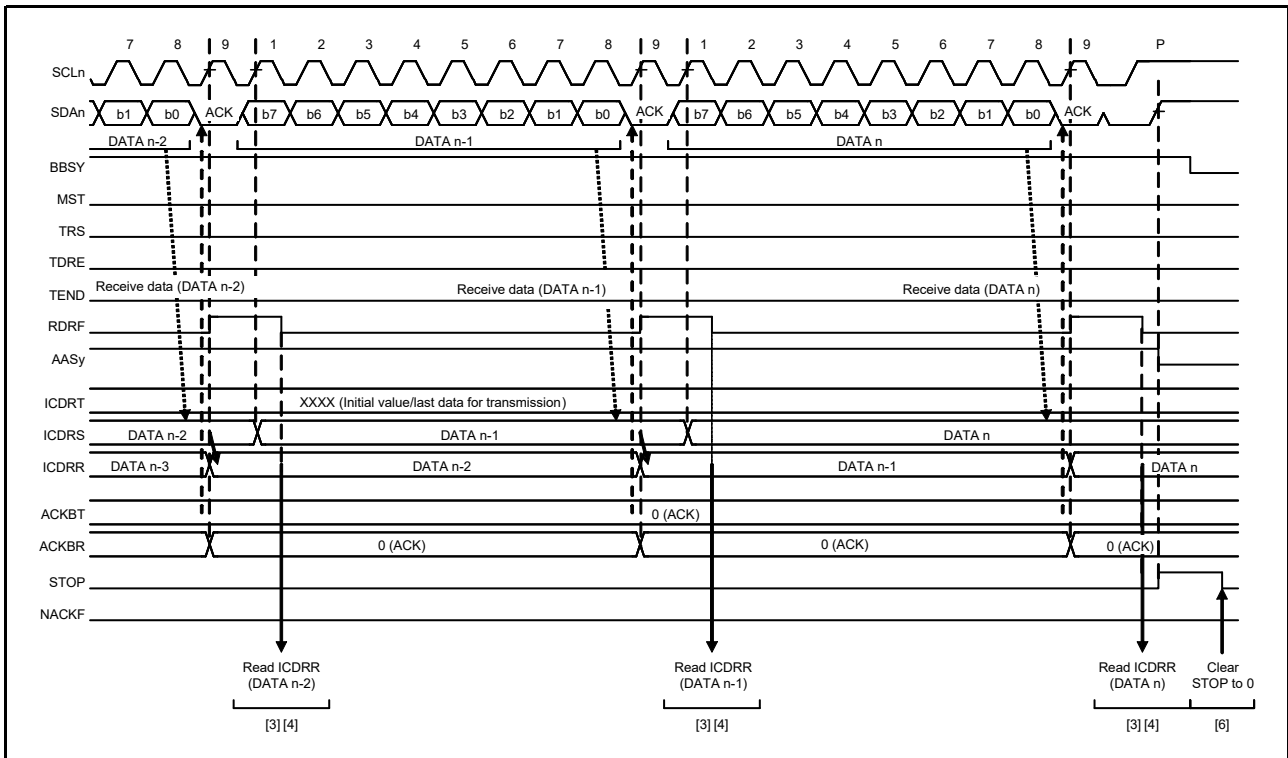 7 8 9 1 2 3 4 5 6 7 8 9 1 2 3 4 5 6 7 8 9 P
SCLn
SDAn b1 b0 ACK b7 b6 b5 b4 b3 b2 b1 b0 ACK b7 b6 b5 b4 b3 b2 b1 b0 ACK
DATA n-2 DATA n-1 DATA n
BBSY
MST
TRS
TDRE
Receive data (DATA n-2) Receive data (DATA n-1) Receive data (DATA n)
TEND
RDRF
AASy
ICDRT XXXX (Initial value/last data for transmission)
ICDRS DATA n-2 DATA n-1 DATA n
ICDRR DATA n-3 DATA n-2 DATA n-1 DATA n
ACKBT 0 (ACK)
ACKBR 0 (ACK) 0 (ACK) 0 (ACK)
STOP
NACKF
Read ICDRR Read ICDRR Read ICDRR Clear
(DATA n-2) (DATA n-1) (DATA n) STOP to 0
[3] [4] [3] [4] [3] [4] [6]